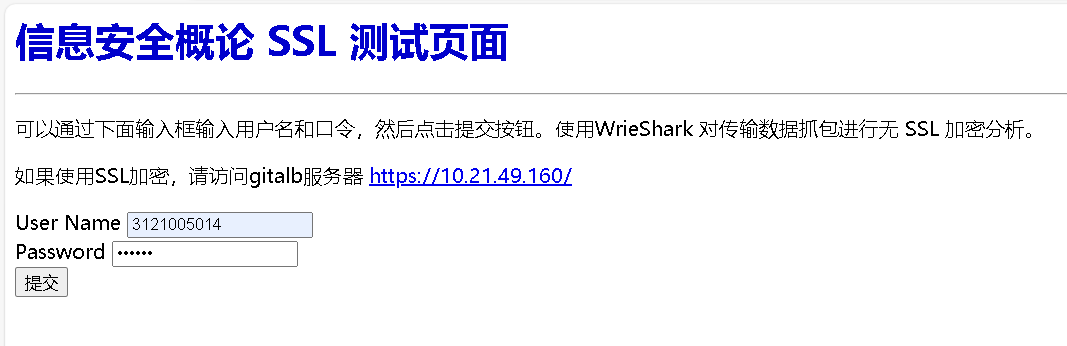 信息安全概论 SSL 测试页面
可以通过下面输入框输入用户名和口令，然后点击提交按钮。使用WrieShark 对传输数据抓包进行无 SSL 加密分析。
如果使用SSL加密，请访问gitalb服务器 https://10.21.49.160/
User Name 3121005014
Password ••••••
提交